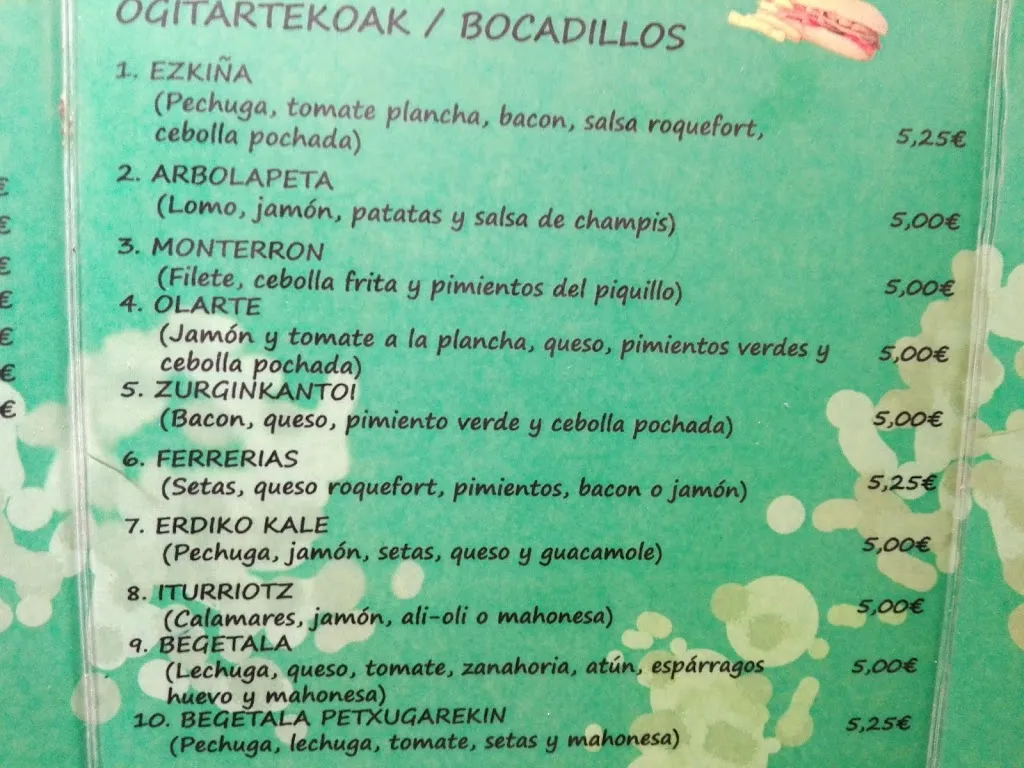 OGITARTEKOAK / BOCADILLOS
1. EZKIÑA
(Pechuga, tomate plancha, bacon, salsa roquefort,
cebolla pochada) 5,25€
2. ARBOLAPETA
(Lomo, jamón, patatas y salsa de champis) 5,00€
3. MONTERRON
(Filete, cebolla frita y pimientos del piquillo) 5,00€
4. OLARTE
(Jamón y tomate a la plancha, queso, pimientos verdes y 5,00€
cebolla pochada)
5. ZURGINKANTOI
(Bacon, queso, pimiento verde y cebolla pochada) 5,00€
6. FERRERIAS
(Setas, queso roquefort, pimientos, bacon o jamón) 5,25€
7. ERDIKO KALE
(Pechuga, jamón, setas, queso y guacamole) 5,00€
8. ITURRIOTZ
(Calamares, jamón, ali-oli o mahonesa) 5,00€
9. BEGETALA
(Lechuga, queso, tomate, zanahoria, atún, espárragos 5,00€
huevo y mahonesa)
10. BEGETALA PETXUGAREKIN
(Pechuga, lechuga, tomate, setas y mahonesa) 5,25€
€
€
€
€
€
€
€